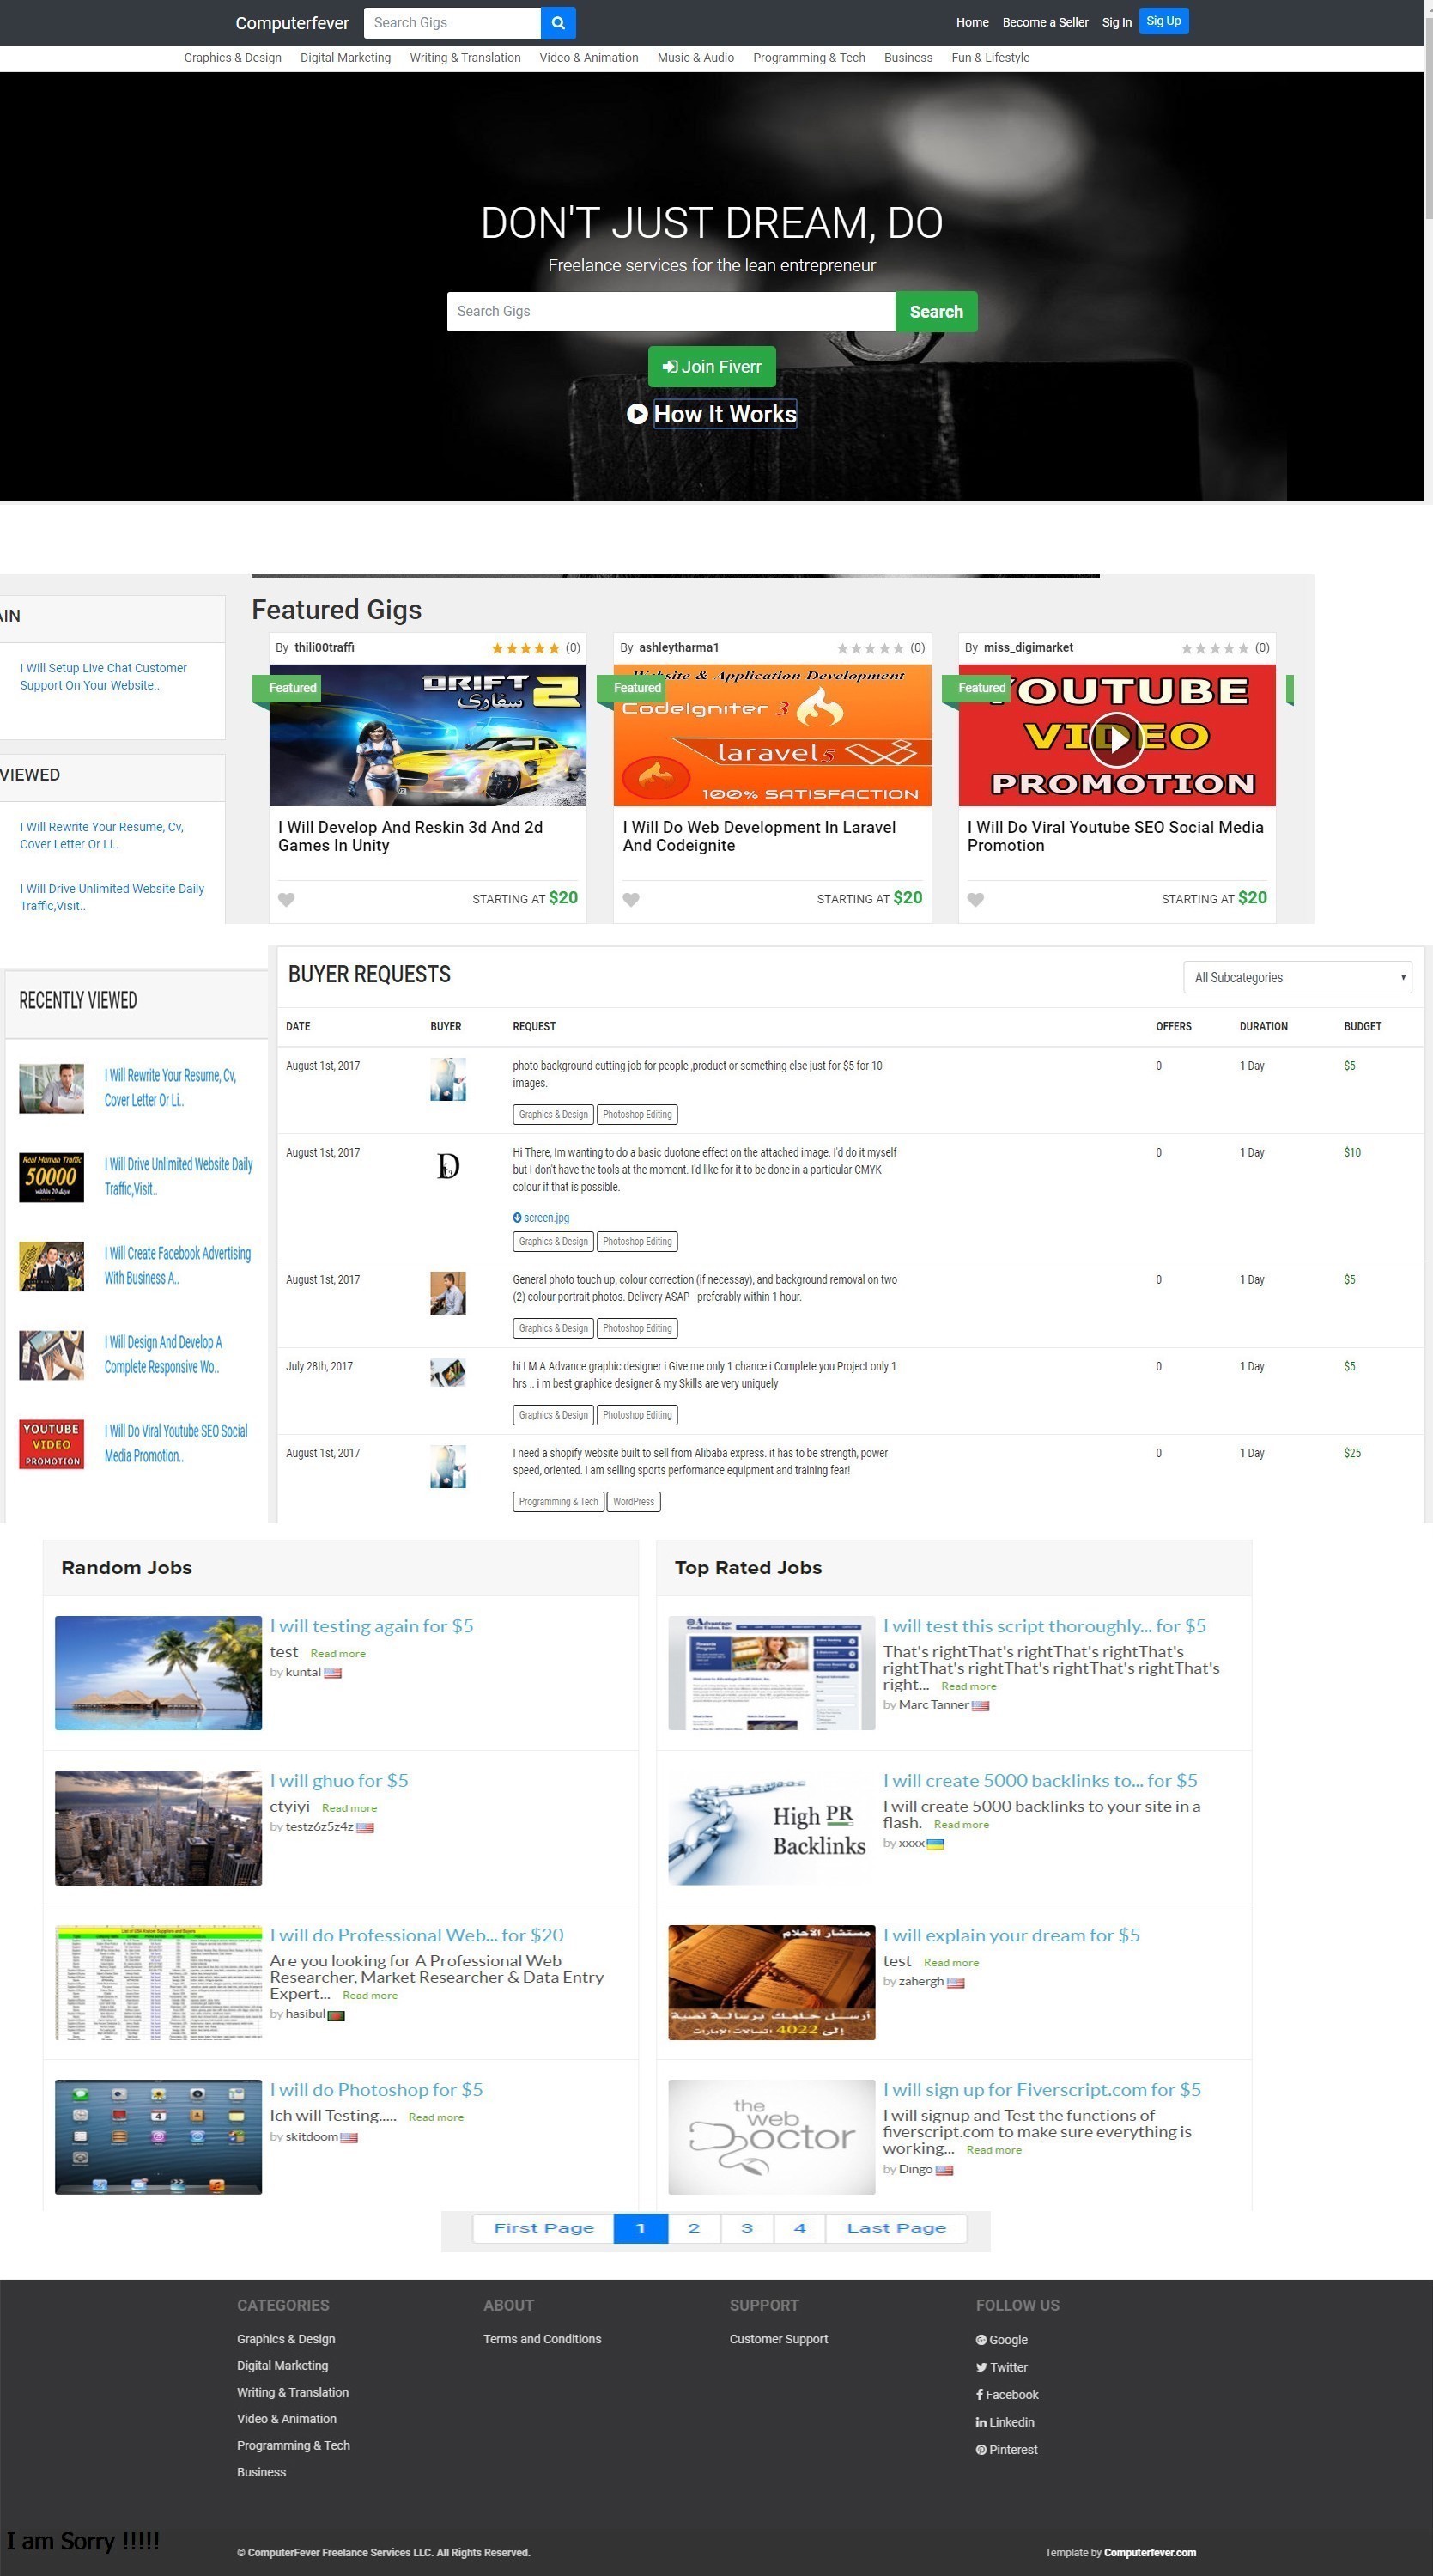 Computerfever
Search Gigs
Home Become a Seller Sig In Sig Up
Graphics & Design Digital Marketing Writing & Translation Video & Animation Music & Audio Programming & Tech Business Fun & Lifestyle
DON'T JUST DREAM, DO
Freelance services for the lean entrepreneur
Search Gigs Search
Join Fiverr
How It Works
AIN
I Will Setup Live Chat Customer
Support On Your Website..
VIEWED
I Will Rewrite Your Resume, Cv,
Cover Letter Or Li..
I Will Drive Unlimited Website Daily
Traffic,Visit..
Featured Gigs
By thili00traffi (0)
Featured
DRIFT 2
سفاری
I Will Develop And Reskin 3d And 2d
Games In Unity
STARTING AT $20
By ashleytharma1 (0)
Website & Application Development
Featured
CodeIgniter 3
laravel 5
100% SATISFACTION
I Will Do Web Development In Laravel
And Codeignite
STARTING AT $20
By miss_digimarket (0)
Featured
YOUTUBE
VIDEO
PROMOTION
I Will Do Viral Youtube SEO Social Media
Promotion
STARTING AT $20
RECENTLY VIEWED
I Will Rewrite Your Resume, Cv,
Cover Letter Or Li..
Real Human Traffic
50000
within 20 days
I Will Drive Unlimited Website Daily
Traffic,Visit..
I Will Create Facebook Advertising
With Business A..
I Will Design And Develop A
Complete Responsive Wo..
YOUTUBE
VIDEO
PROMOTION
I Will Do Viral Youtube SEO Social
Media Promotion..
BUYER REQUESTS
All Subcategories
DATE BUYER REQUEST OFFERS DURATION BUDGET
August 1st, 2017 photo background cutting job for people ,product or something else just for $5 for 10 0 1 Day $5
images.
Graphics & Design Photoshop Editing
August 1st, 2017 Hi There, Im wanting to do a basic duotone effect on the attached image. I'd do it myself 0 1 Day $10
but I don't have the tools at the moment. I'd like for it to be done in a particular CMYK
colour if that is possible.
screen.jpg
Graphics & Design Photoshop Editing
August 1st, 2017 General photo touch up, colour correction (if necessay), and background removal on two 0 1 Day $5
(2) colour portrait photos. Delivery ASAP - preferably within 1 hour.
Graphics & Design Photoshop Editing
July 28th, 2017 hi I M A Advance graphic designer i Give me only 1 chance i Complete you Project only 1 0 1 Day $5
hrs .. i m best graphice designer & my Skills are very uniquely
Graphics & Design Photoshop Editing
August 1st, 2017 I need a shopify website built to sell from Alibaba express. it has to be strength, power 0 1 Day $25
speed, oriented. I am selling sports performance equipment and training fear!
Programming & Tech WordPress
Random Jobs
I will testing again for $5
test Read more
by kuntal
I will ghuo for $5
ctyiyi Read more
by testz6z5z4z
I will do Professional Web... for $20
Are you looking for A Professional Web
Researcher, Market Researcher & Data Entry
Expert... Read more
by hasibul
I will do Photoshop for $5
Ich will Testing..... Read more
by skitdoom
Top Rated Jobs
Advantage
Credit Union, Inc.
I will test this script thoroughly... for $5
That's rightThat's rightThat's rightThat's
rightThat's rightThat's rightThat's rightThat's
right... Read more
by Marc Tanner
High PR
Backlinks
I will create 5000 backlinks to... for $5
I will create 5000 backlinks to your site in a
flash. Read more
by xxxx
مستشار الأحلام
أرسل حلمك برسالة نصية
إلى 4022 اتصالات الإمارات
I will explain your dream for $5
test Read more
by zahergh
the
web
Doctor
I will sign up for Fiverscript.com for $5
I will signup and Test the functions of
fiverscript.com to make sure everything is
working... Read more
by Dingo
First Page 1 2 3 4 Last Page
CATEGORIES
Graphics & Design
Digital Marketing
Writing & Translation
Video & Animation
Programming & Tech
Business
ABOUT
Terms and Conditions
SUPPORT
Customer Support
FOLLOW US
Google
Twitter
Facebook
Linkedin
Pinterest
I am Sorry !!!!!
© ComputerFever Freelance Services LLC. All Rights Reserved.
Template by Computerfever.com